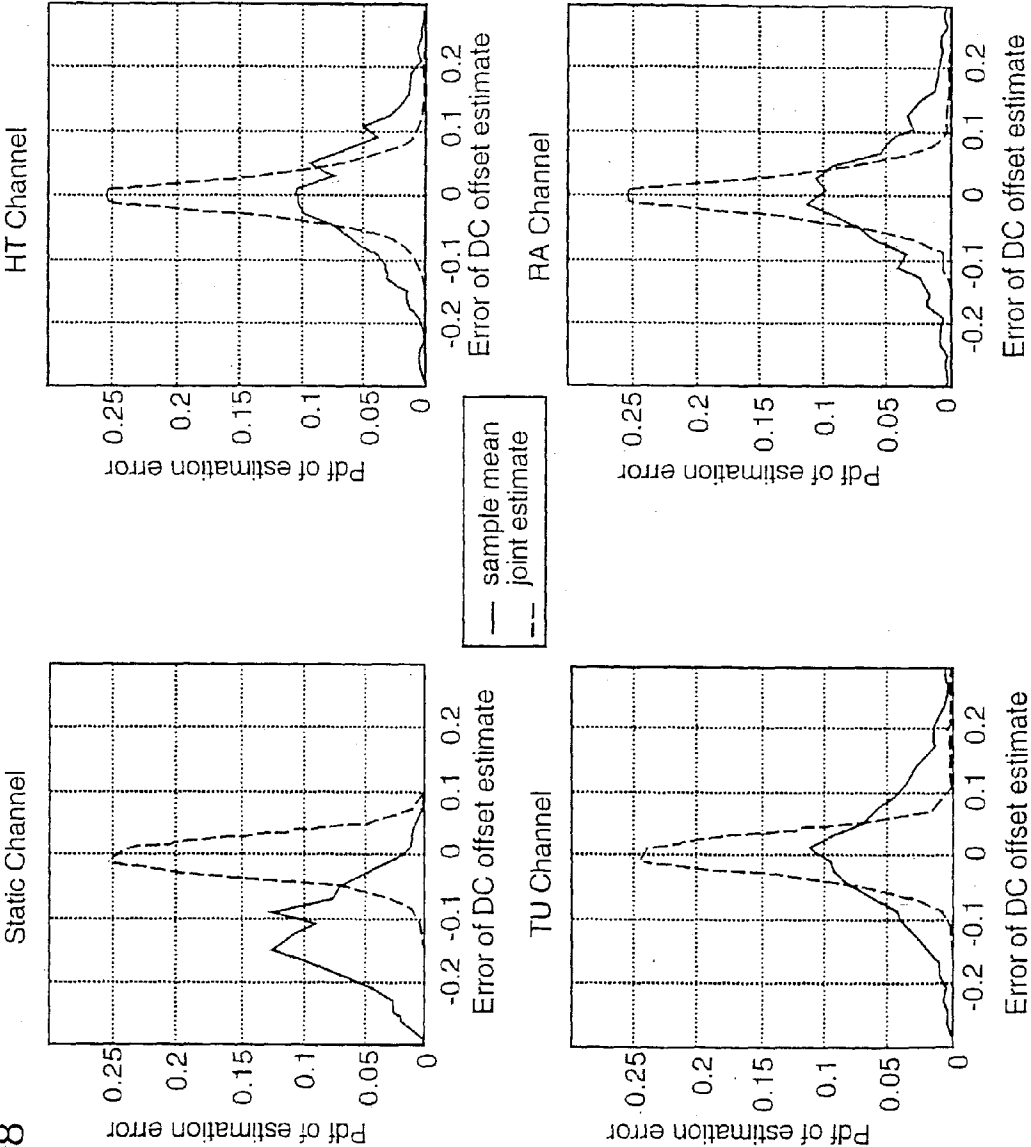 8
Static Channel
Pdf of estimation error
0.25
0.2
0.15
0.1
0.05
0
-0.2 -0.1 0 0.1 0.2
Error of DC offset estimate
HT Channel
Pdf of estimation error
0.25
0.2
0.15
0.1
0.05
0
-0.2 -0.1 0 0.1 0.2
Error of DC offset estimate
sample mean
joint estimate
TU Channel
Pdf of estimation error
0.25
0.2
0.15
0.1
0.05
0
-0.2 -0.1 0 0.1 0.2
Error of DC offset estimate
RA Channel
Pdf of estimation error
0.25
0.2
0.15
0.1
0.05
0
-0.2 -0.1 0 0.1 0.2
Error of DC offset estimate